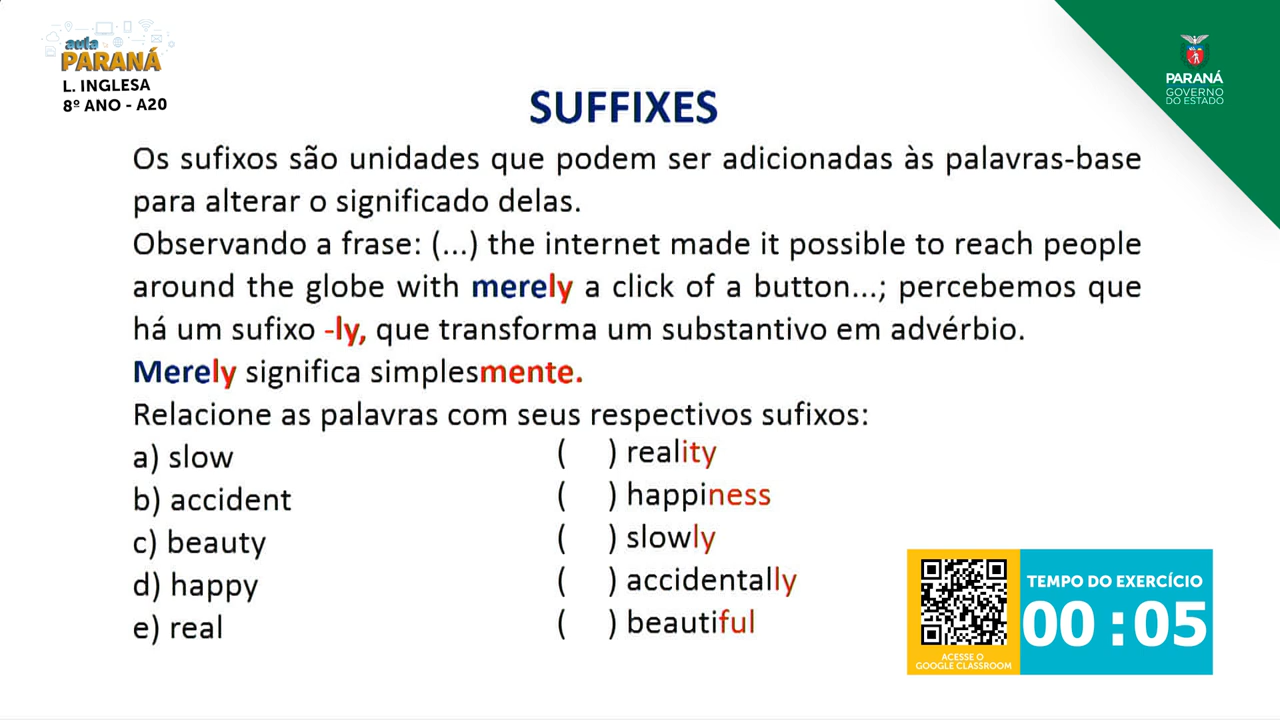 aula
PARANÁ
L. INGLESA
8º ANO - A20
PARANÁ
GOVERNO
DO ESTADO
SUFFIXES
Os sufixos são unidades que podem ser adicionadas às palavras-base
para alterar o significado delas.
Observando a frase: (...) the internet made it possible to reach people
around the globe with merely a click of a button...; percebemos que
há um sufixo -ly, que transforma um substantivo em advérbio.
Merely significa simplesmente.
Relacione as palavras com seus respectivos sufixos:
a) slow
b) accident
c) beauty
d) happy
e) real
( ) reality
( ) happiness
( ) slowly
( ) accidentally
( ) beautiful
ACESSE O
GOOGLE CLASSROOM
TEMPO DO EXERCÍCIO
00:05